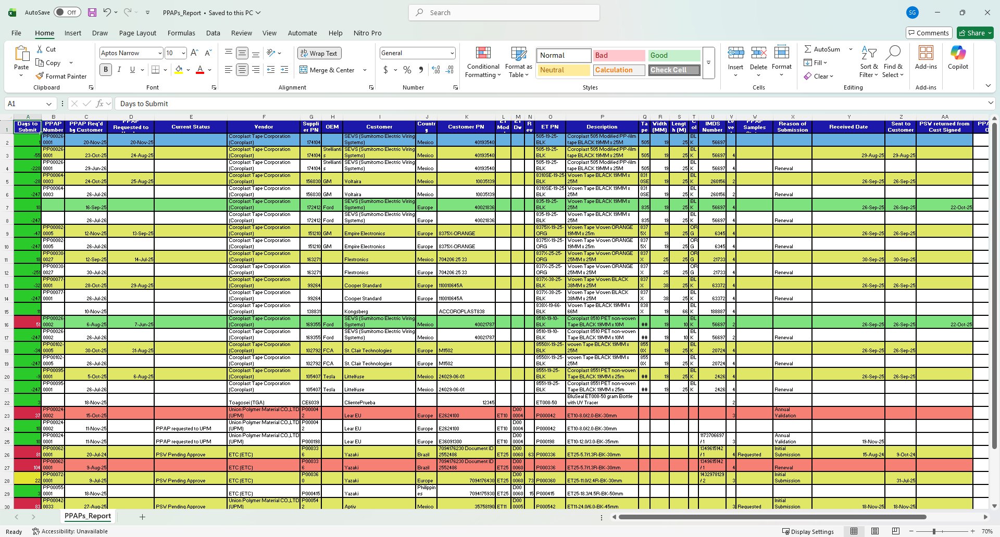 AutoSave Off PPAPs_Report • Saved to this PC Search SG
File Home Insert Draw Page Layout Formulas Data Review View Automate Help Nitro Pro Comments Share
Paste Cut Copy Format Painter Clipboard
Aptos Narrow 10 B I U A Font
Wrap Text Merge & Center Alignment
General $ % Number
Conditional Formatting Format as Table Normal Bad Good Neutral Calculation Check Cell Styles
Insert Delete Format Cells
AutoSum Fill Clear Sort & Filter Find & Select Editing
Add-ins Add-ins Copilot
A1 fx Days to Submit
A B C D E F G H I J K L M N O P Q R S T U V W X Y Z AA
1 Days to Submit PPAP Number PPAP Req'd by Customer PPAP Requested to Current Status Vendor Suppli er PN OEM Customer Countr y Customer PN ET Mod ET Dw R ev ET PN Description Ta pe Width (MM) Lengt h (M) C ol IMDS Number Le ve PPAP Samples Reason of Submission Received Date Sent to Customer PSW returned from Cust Signed PPA
2 1 PP00026-0001 20-Nov-25 20-Nov-25 Coroplast Tape Corporation (Coroplast) 174104 SEWS (Sumitomo Electric Wiring Systems) Mexico 40193540 505-19-25-BLK Coroplast 505 Modified PP-film tape BLACK 19MM x 25M 505 19 25 BL K 56697
3 -55 PP00026-0001 23-Oct-25 24-Aug-25 Coroplast Tape Corporation (Coroplast) 174104 Stellanti s SEWS (Sumitomo Electric Wiring Systems) Mexico 40193540 505-19-25-BLK Coroplast 505 Modified PP-film tape BLACK 19MM x 25M 505 19 25 BL K 56697 4 29-Aug-25 29-Aug-25
4 -220 PP00026-0001 29-Jun-26 Coroplast Tape Corporation (Coroplast) 174104 Stellanti s SEWS (Sumitomo Electric Wiring Systems) Mexico 40193540 505-19-25-BLK Coroplast 505 Modified PP-film tape BLACK 19MM x 25M 505 19 25 BL K 56697 4 Renewal
5 -28 PP00064-0003 24-Oct-25 25-Aug-25 Coroplast Tape Corporation (Coroplast) 156030 GM Voltaira Mexico 10035139 8310SE-19-25-BLK Woven Tape BLACK 19MM x 25M 831 0SE 19 25 BL K 260156 2 26-Sep-25 26-Sep-25
6 -247 PP00064-0003 26-Jul-26 Coroplast Tape Corporation (Coroplast) 156030 GM Voltaira Mexico 10035139 8310SE-19-25-BLK Woven Tape BLACK 19MM x 25M 831 0SE 19 25 BL K 260156 2 Renewal
7 10 16-Sep-25 Coroplast Tape Corporation (Coroplast) 172412 Ford SEWS (Sumitomo Electric Wiring Systems) Europe 40021836 835-19-25-BLK Woven Tape BLACK 19MM x 25M 835 19 25 BL K 56697 4 26-Sep-25 26-Sep-25 22-Oct-25
8 -247 26-Jul-26 Coroplast Tape Corporation (Coroplast) 172412 Ford SEWS (Sumitomo Electric Wiring Systems) Europe 40021836 835-19-25-BLK Woven Tape BLACK 19MM x 25M 835 19 25 BL K 56697 4 Renewal
9 -47 PP00082-0005 12-Nov-25 13-Sep-25 Coroplast Tape Corporation (Coroplast) 151210 GM Empire Electronics Europe 8375X-ORANGE 8375X-19-25-ORG Woven Tape Woven ORANGE 19MM x 25m 837 5X 19 25 OR G 6345 4 26-Sep-25 26-Sep-25
10 -247 PP00082-0005 26-Jul-26 Coroplast Tape Corporation (Coroplast) 151210 GM Empire Electronics Europe 8375X-ORANGE 8375X-19-25-ORG Woven Tape Woven ORANGE 19MM x 25m 837 5X 19 25 OR G 6345 4 Renewal
11 18 PP00030-0027 12-Sep-25 14-Jul-25 Coroplast Tape Corporation (Coroplast) 163271 Flextronics Mexico 704206 25 33 837X-25-25-ORG Woven Tape Woven ORANGE 25MM x 25M 837 X 25 25 OR G 21733 4 30-Sep-25 30-Sep-25
12 -251 PP00030-0027 30-Jul-26 Coroplast Tape Corporation (Coroplast) 163271 Flextronics Europe 704206 25 33 837X-25-25-ORG Woven Tape Woven ORANGE 25MM x 25M 837 X 25 25 OR G 21733 4 Renewal
13 -32 PP00077-0001 28-Oct-25 29-Aug-25 Coroplast Tape Corporation (Coroplast) 99264 Cooper Standard Europe 110010645A 837X-38-25-BLK Woven Tape Woven BLACK 38MM x 25M 837 X 38 25 BL K 63372 4 26-Sep-25 26-Sep-25
14 -247 PP00077-0001 26-Jul-26 Coroplast Tape Corporation (Coroplast) 99264 Cooper Standard Europe 110010645A 837X-38-25-BLK Woven Tape Woven BLACK 38MM x 25M 837 X 38 25 BL K 63372 4 Renewal
15 11 10-Nov-25 Coroplast Tape Corporation (Coroplast) 138831 Kongsberg ACCOROPLAST838 838X-19-66-BLK Woven Tape BLACK 19MM x 66M 838 X 19 66 BL K 188887 4
16 51 PP00026-0002 6-Aug-25 7-Jun-25 Coroplast Tape Corporation (Coroplast) 169355 Ford SEWS (Sumitomo Electric Wiring Systems) Mexico 40021787 8510-19-10-BLK Coroplast 8510 PET non-woven Tape BLACK 19MM x 10M ## 19 10 BL K 56697 2 26-Sep-25 26-Sep-25 22-Oct-25
17 -247 PP00026-0002 26-Jul-26 Coroplast Tape Corporation (Coroplast) 169355 Ford SEWS (Sumitomo Electric Wiring Systems) Mexico 40021787 8510-19-10-BLK Coroplast 8510 PET non-woven Tape BLACK 19MM x 10M ## 19 10 BL K 56697 2 Renewal
18 -34 PP00102-0005 30-Oct-25 31-Aug-25 Coroplast Tape Corporation (Coroplast) 102792 FCA St. Clair Technologies Europe M1502 8550X-19-25-BLK woven Tape BLACK 19MM x 25M 855 0X 19 25 BL K 20724 4 26-Sep-25 26-Sep-25
19 -247 PP00102-0005 26-Jul-26 Coroplast Tape Corporation (Coroplast) 102792 FCA St. Clair Technologies Europe M1502 8550X-19-25-BLK woven Tape BLACK 19MM x 25M 855 0X 19 25 BL K 20724 4 Renewal
20 -9 PP00095-0001 5-Oct-25 6-Aug-25 Coroplast Tape Corporation (Coroplast) 105407 Tesla Littelfuse Mexico 24029-06-01 8551-19-25-BLK Coroplast 8551 PET non-woven Tape BLACK 19MM x 25m ## 19 25 BL K 2426 4 26-Sep-25 26-Sep-25
21 -247 PP00095-0001 26-Jul-26 Coroplast Tape Corporation (Coroplast) 105407 Tesla Littelfuse Mexico 24029-06-01 8551-19-25-BLK Coroplast 8551 PET non-woven Tape BLACK 19MM x 25m ## 19 25 BL K 2426 4 Renewal
22 3 18-Nov-25 Toagosei (TGA) CE6039 ClientePrueba 12345 ET008-50 BluSeal ET008-50 gram Bottle with UV Tracer 2
23 37 PP00024-0002 15-Oct-25 Union Polymer Material CO.,LTD (UPM) P00004 2 Lear EU Europe E2624100 ET10 D00 0004 P000042 ET10-8.0/2.0-BK-30mm 3 Annual Validation
24 10 PP00024-0002 11-Nov-25 PPAP requested to UPM Union Polymer Material CO.,LTD (UPM) P00004 2 Lear EU Europe E2624100 ET10 D00 0004 P000042 ET10-8.0/2.0-BK-30mm
25 10 PP00024-0001 11-Nov-25 PPAP requested to UPM Union Polymer Material CO.,LTD (UPM) P000198 Lear EU Europe E36091300 ET10 D00 0004 P000198 ET10-12.0/3.0-BK-35mm 1173706697 / 1 3 Annual Validation 19-Nov-25
26 81 PP00062-0001 20-Jul-24 PSW Pending Approve ETC (ETC) P00033 6 Yazaki Brazil 7094176230 Document ID 2552486 ET25 D00 0060 63 P000336 ET25-5.7/1.3R-BK-30mm 1349615142 / 1 4 Requested Initial Submission 15-Aug-24 9-Oct-24
27 104 PP00062-0001 9-Aug-25 ETC (ETC) P00033 6 Yazaki Brazil 7094176230 Document ID 2552486 ET25 D00 0060 P000336 ET25-5.7/1.3R-BK-30mm 1349615142 / 1 4 Renewal
28 22 PP00072-0001 9-Jul-25 PSW Pending Approve ETC (ETC) P00036 0 Yazaki Europe 7094176430 ET25 D00 0060 73 P000360 ET25-11.0/2.4R-BK-30mm 1432978129 / 2 3 Initial Submission 31-Jul-25
29 3 PP00055-0001 18-Nov-25 ETC (ETC) P000415 Yazaki Philippin es 7094175930 ET25 D00 0060 15 P000415 ET25-18.3/4.5R-BK-50mm
30 83 PP00042-0033 27-Aug-25 PSW Pending Approve Union Polymer Material CO.,LTD (UPM) P00054 2 Aptiv Mexico 35758190 ET11 D00 0005 P000542 ET11-24.0/6.0-BK-45mm 3 Requested Initial Submission 18-Nov-25 18-Nov-25
PPAPs_Report
Ready Accessibility: Unavailable Display Settings 70%